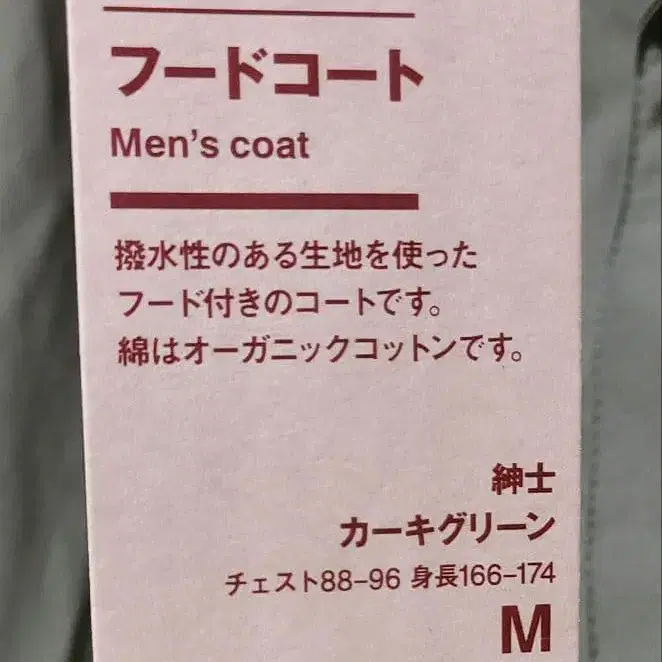 フードコート
Men's coat
撥水性のある生地を使った
フード付きのコートです。
綿はオーガニックコットンです。
紳士
カーキグリーン
チェスト88-96 身長166-174
M